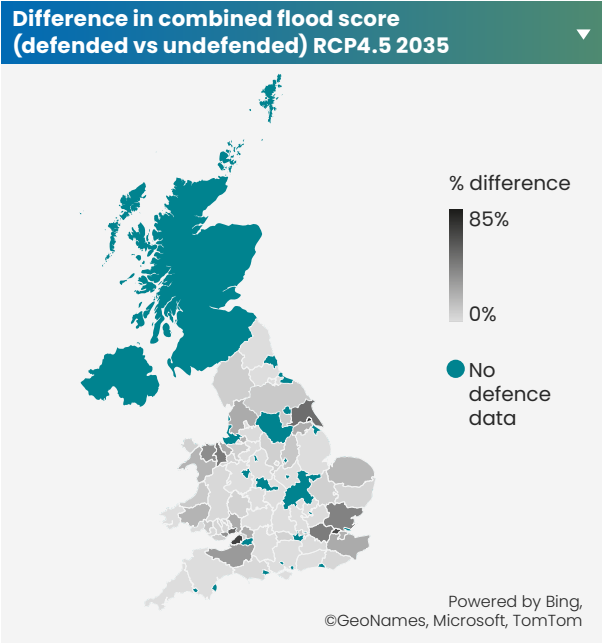 Difference in combined flood score
(defended vs undefended) RCP4.5 2035
% difference
85%
0%
No
defence
data
Powered by Bing,
©GeoNames, Microsoft, TomTom